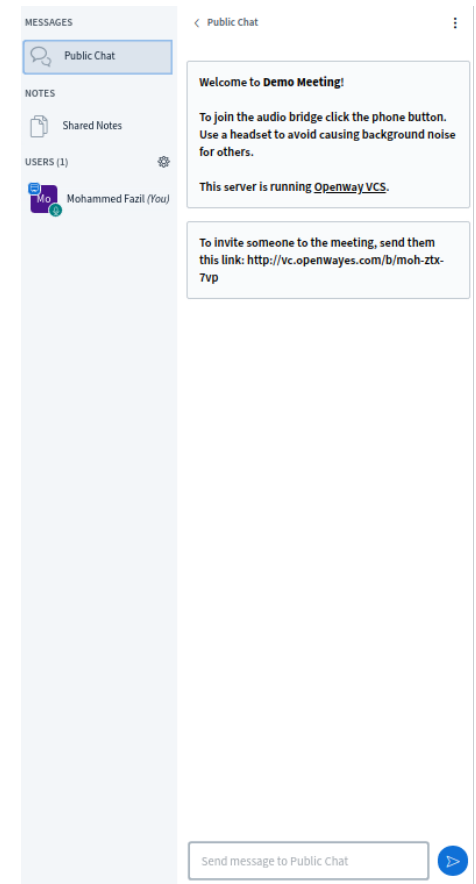 MESSAGES
Public Chat
NOTES
Shared Notes
USERS (1)
Mo
Mohammed Fazil (You)
Public Chat
Welcome to Demo Meeting!
To join the audio bridge click the phone button.
Use a headset to avoid causing background noise
for others.
This server is running Openway VCS.
To invite someone to the meeting, send them
this link: http://vc.openwayes.com/b/moh-ztx-
7vp
Send message to Public Chat